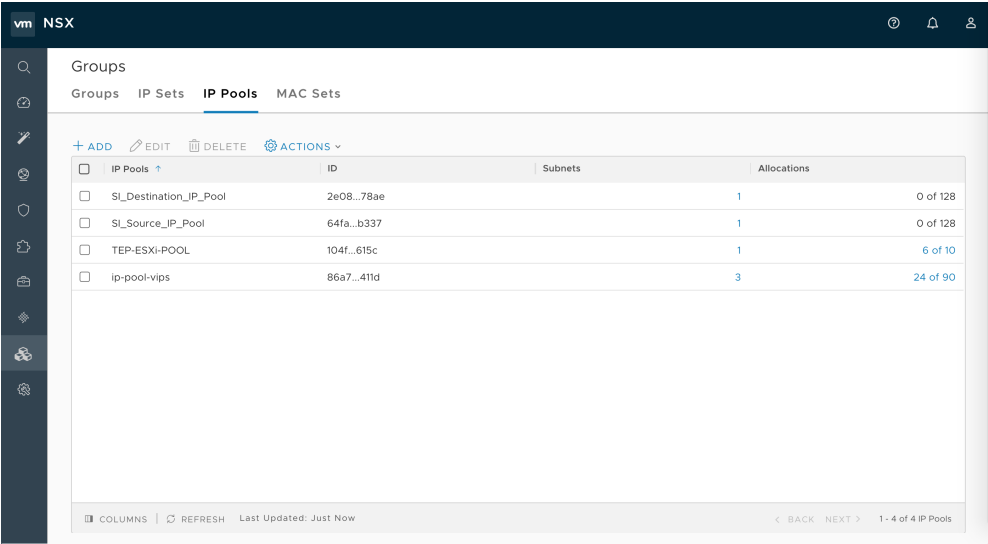 vm NSX
Groups
Groups IP Sets IP Pools MAC Sets
+ ADD EDIT DELETE ACTIONS
IP Pools ↑ ID Subnets Allocations
SI_Destination_IP_Pool 2e08...78ae 1 0 of 128
SI_Source_IP_Pool 64fa...b337 1 0 of 128
TEP-ESXi-POOL 104f...615c 1 6 of 10
ip-pool-vips 86a7...411d 3 24 of 90
COLUMNS REFRESH Last Updated: Just Now < BACK NEXT > 1 - 4 of 4 IP Pools